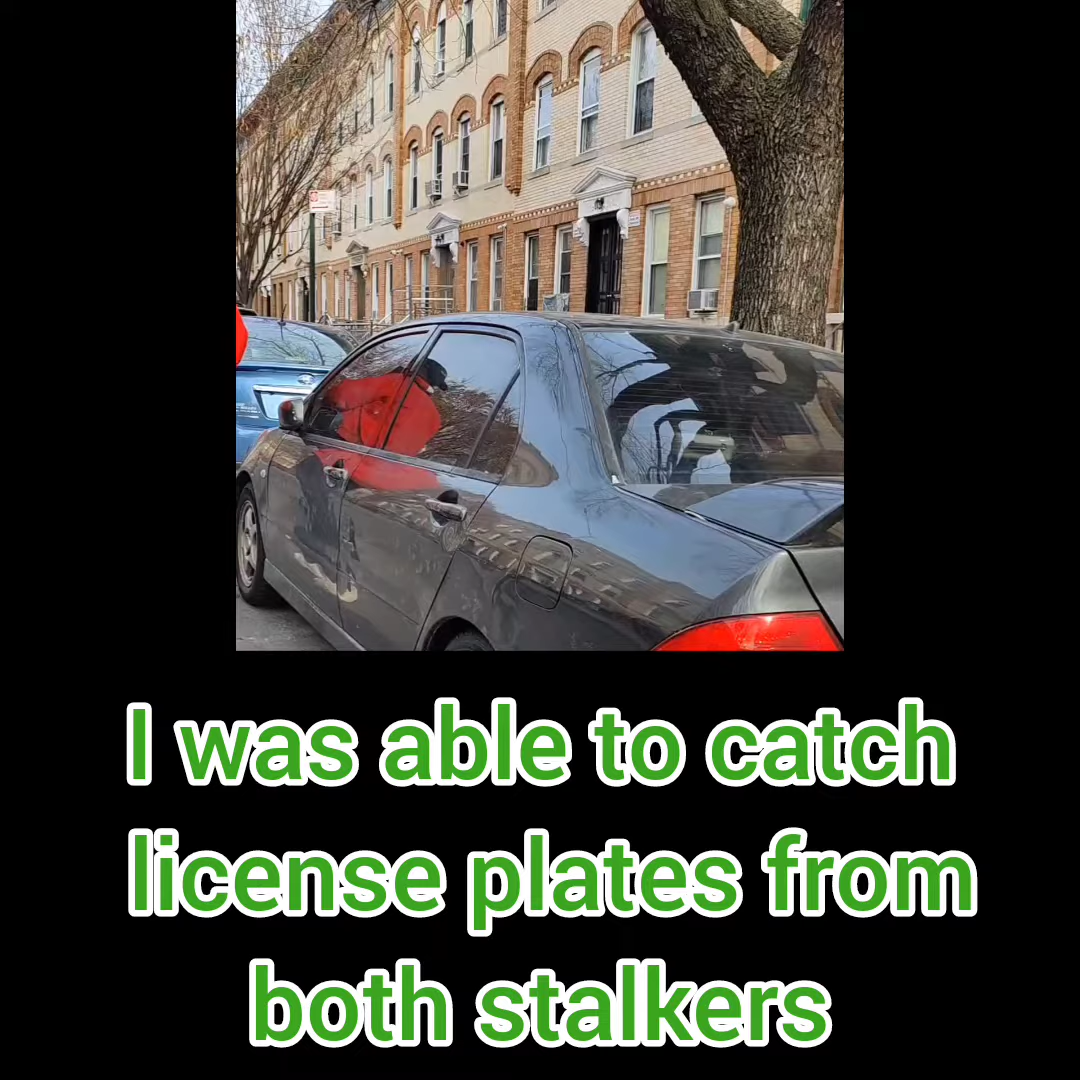 I was able to catch
license plates from
both stalkers